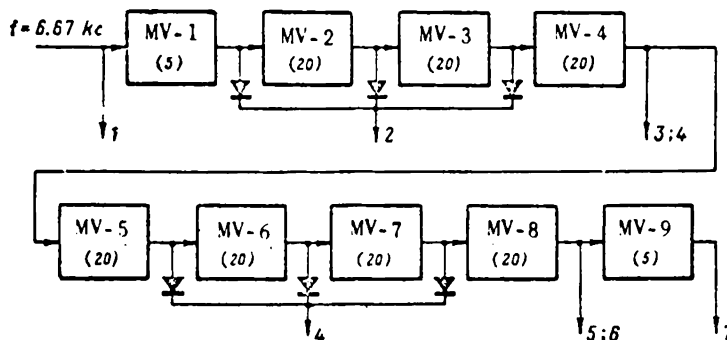 f=6.67 kc
MV-1 MV-2 MV-3 MV-4
(5) (20) (20) (20)
1 2 3;4
MV-5 MV-6 MV-7 MV-8 MV-9
(20) (20) (20) (20) (5)
4 5;6 7